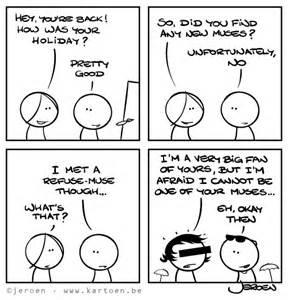 HEY, YOU'RE BACK!
HOW WAS YOUR
HOLIDAY?
PRETTY
GOOD
SO, DID YOU FIND
ANY NEW MUSES?
UNFORTUNATELY,
NO
I MET A
REFUSE-MUSE
THOUGH...
WHAT'S
THAT?
I'M A VERY BIG FAN
OF YOURS, BUT I'M
AFRAID I CANNOT BE
ONE OF YOUR MUSES...
EH, OKAY
THEN
JEROEN
©jeroen - www.kartoen.be